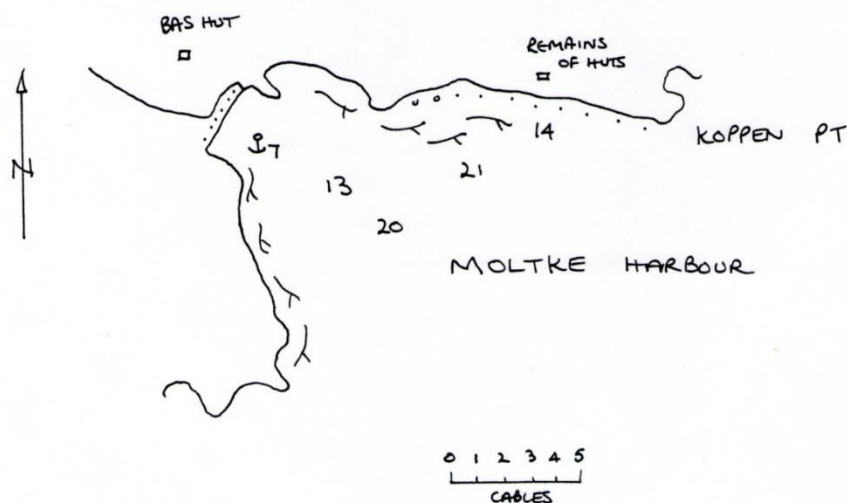 BAS HUT
REMAINS
OF HUTS
N
14
KOPPEN PT
7
13
21
20
MOLTKE HARBOUR
0 1 2 3 4 5
CABLES